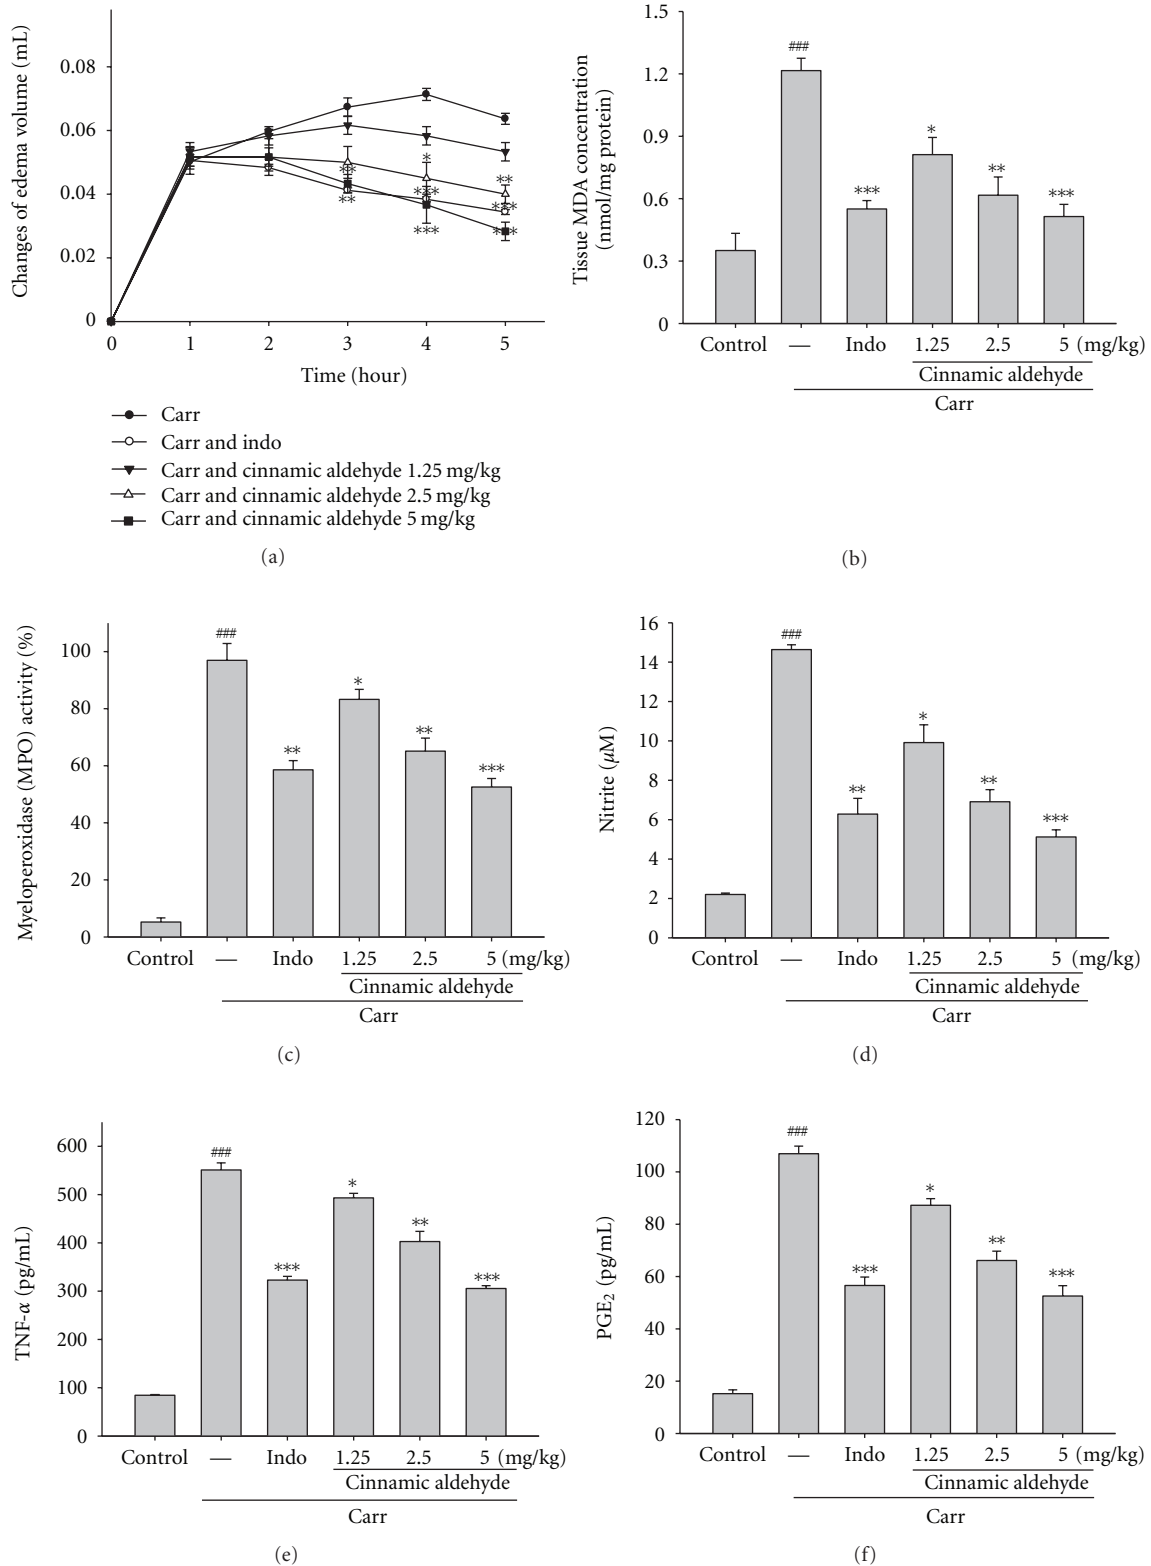 Changes of edema volume (mL)
0.08
0.06
0.04
0.02
0
∗
∗∗
∗∗
∗∗∗
∗∗∗
∗∗
∗∗∗
∗∗∗
0 1 2 3 4 5
Time (hour)
Carr
Carr and indo
Carr and cinnamic aldehyde 1.25 mg/kg
Carr and cinnamic aldehyde 2.5 mg/kg
Carr and cinnamic aldehyde 5 mg/kg
(a)
Tissue MDA concentration
(nmol/mg protein)
1.5
1.2
0.9
0.6
0.3
0
###
∗∗∗
∗
∗∗
∗∗∗
Control — Indo 1.25 2.5 5 (mg/kg)
Cinnamic aldehyde
Carr
(b)
Myeloperoxidase (MPO) activity (%)
100
80
60
40
20
0
###
∗∗
∗
∗∗
∗∗∗
Control — Indo 1.25 2.5 5 (mg/kg)
Cinnamic aldehyde
Carr
(c)
Nitrite (μM)
16
14
12
10
8
6
4
2
0
###
∗∗
∗
∗∗
∗∗∗
Control — Indo 1.25 2.5 5 (mg/kg)
Cinnamic aldehyde
Carr
(d)
TNF-α (pg/mL)
600
500
400
300
200
100
0
###
∗∗∗
∗
∗∗
∗∗∗
Control — Indo 1.25 2.5 5 (mg/kg)
Cinnamic aldehyde
Carr
(e)
PGE₂ (pg/mL)
120
100
80
60
40
20
0
###
∗∗∗
∗
∗∗
∗∗∗
Control — Indo 1.25 2.5 5 (mg/kg)
Cinnamic aldehyde
Carr
(f)